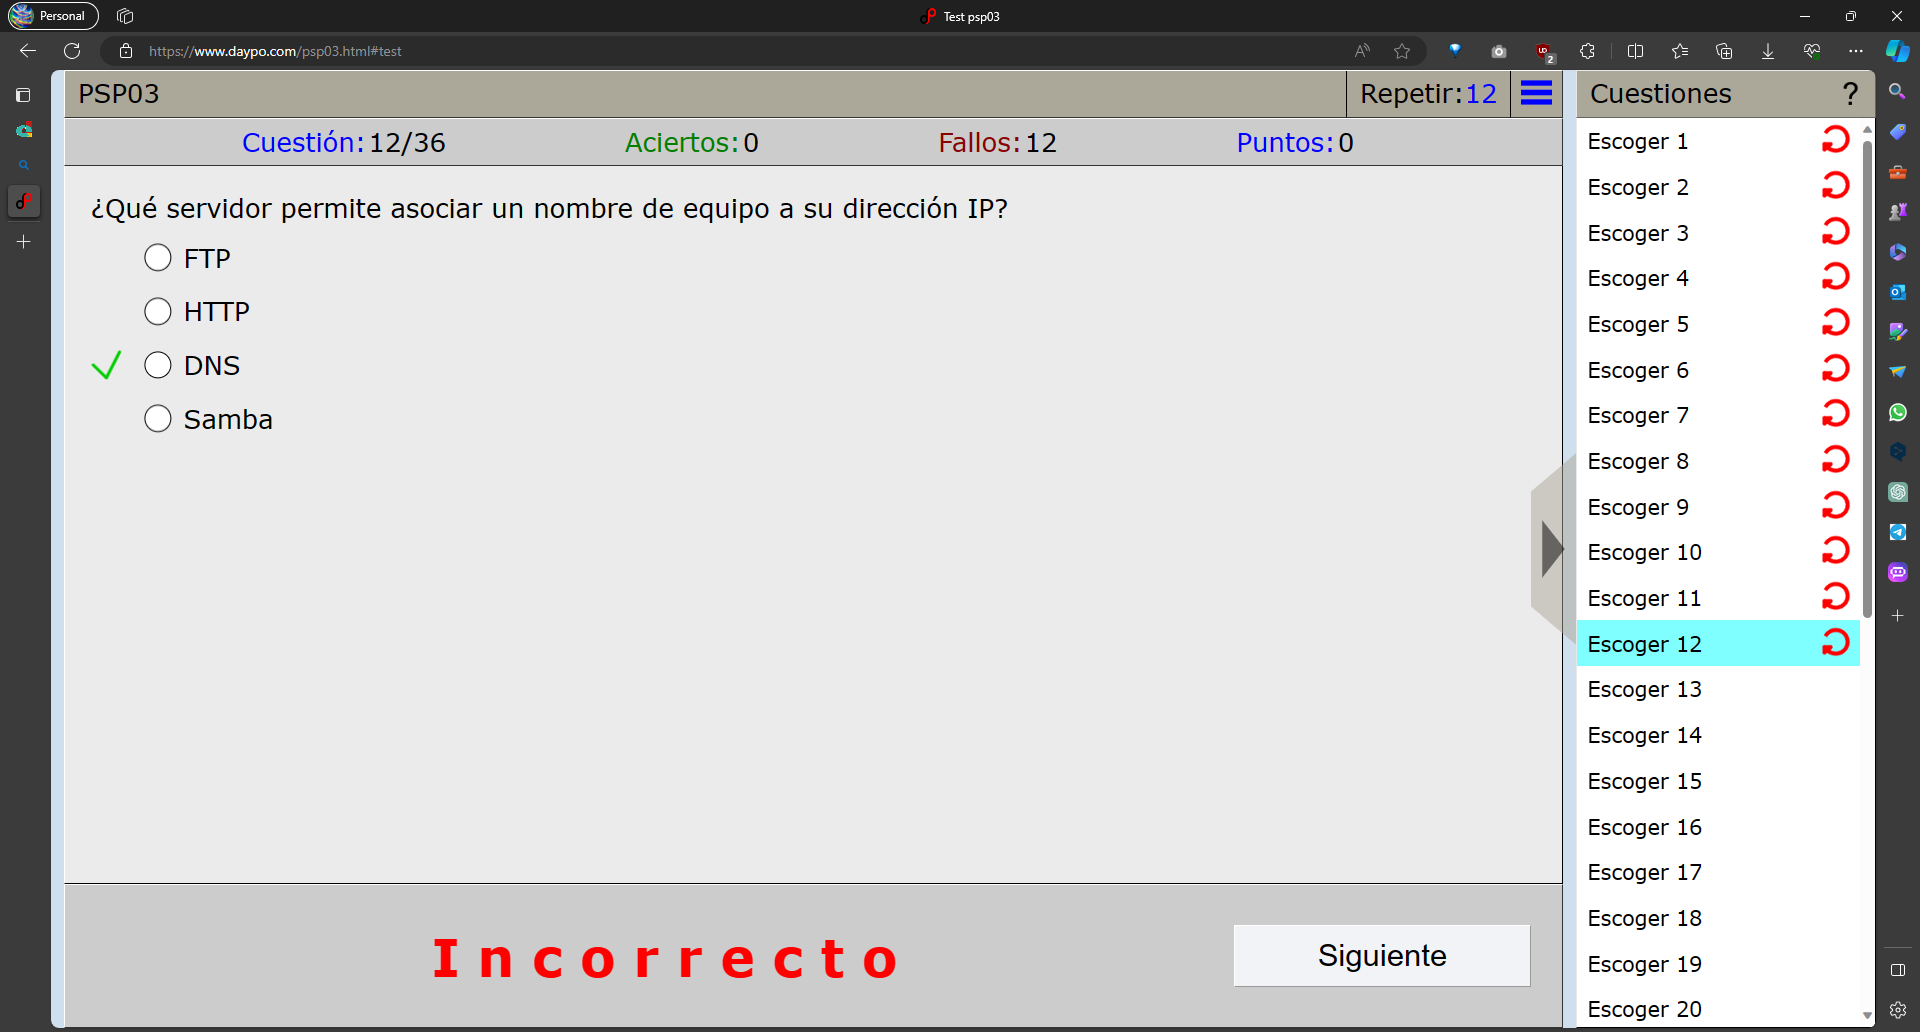 Personal
Test psp03
https://www.daypo.com/psp03.html#test
2
PSP03
Repetir:12
Cuestiones
?
Cuestión:12/36
Aciertos:0
Fallos:12
Puntos:0
¿Qué servidor permite asociar un nombre de equipo a su dirección IP?
FTP
HTTP
DNS
Samba
Incorrecto
Siguiente
Escoger 1
Escoger 2
Escoger 3
Escoger 4
Escoger 5
Escoger 6
Escoger 7
Escoger 8
Escoger 9
Escoger 10
Escoger 11
Escoger 12
Escoger 13
Escoger 14
Escoger 15
Escoger 16
Escoger 17
Escoger 18
Escoger 19
Escoger 20